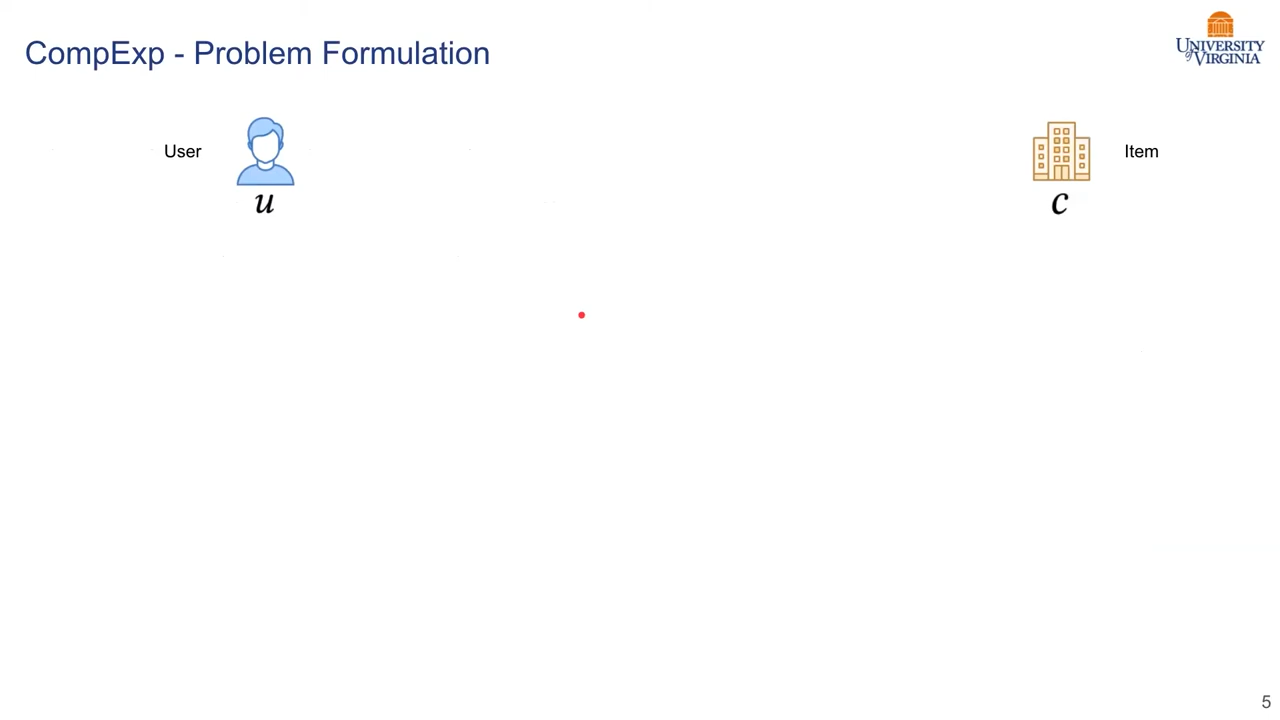 CompExp - Problem Formulation
UNIVERSITY
of VIRGINIA
User
Item
u
c
5